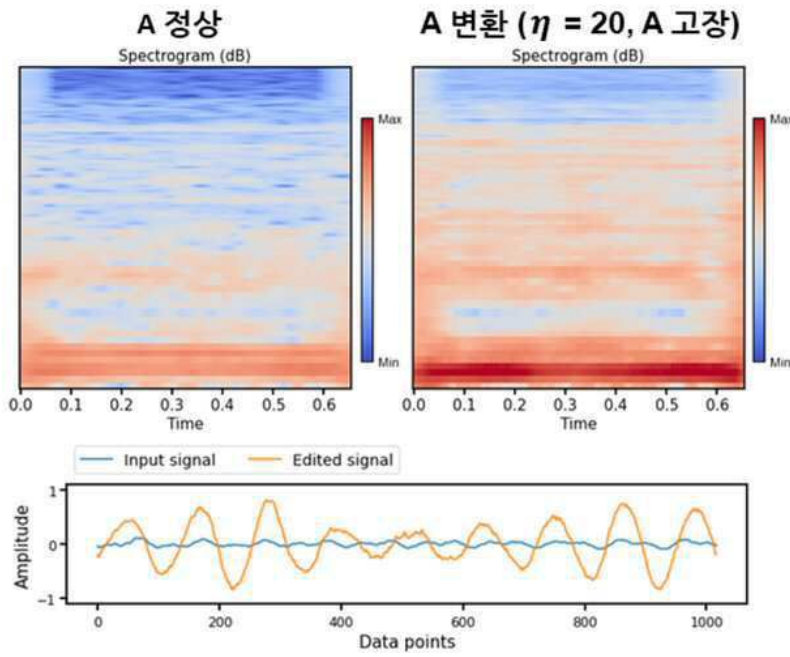 A 정상
A 변환 (η = 20, A 고장)
Spectrogram (dB)
Spectrogram (dB)
Max
Min
Max
Min
0.0 0.1 0.2 0.3 0.4 0.5 0.6
0.0 0.1 0.2 0.3 0.4 0.5 0.6
Time
Time
Input signal
Edited signal
Amplitude
1
0
−1
0 200 400 600 800 1000
Data points